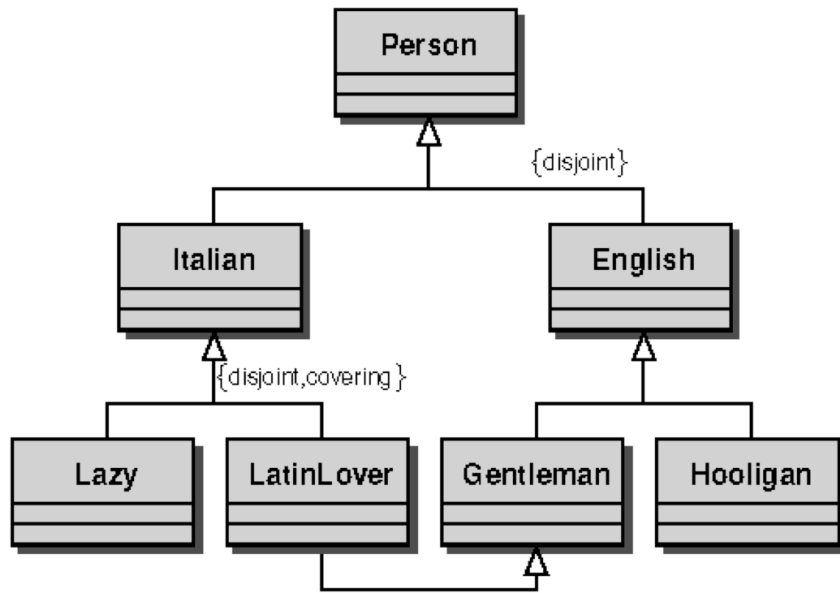 Person
{disjoint}
Italian
English
{disjoint,covering}
Lazy
LatinLover
Gentleman
Hooligan